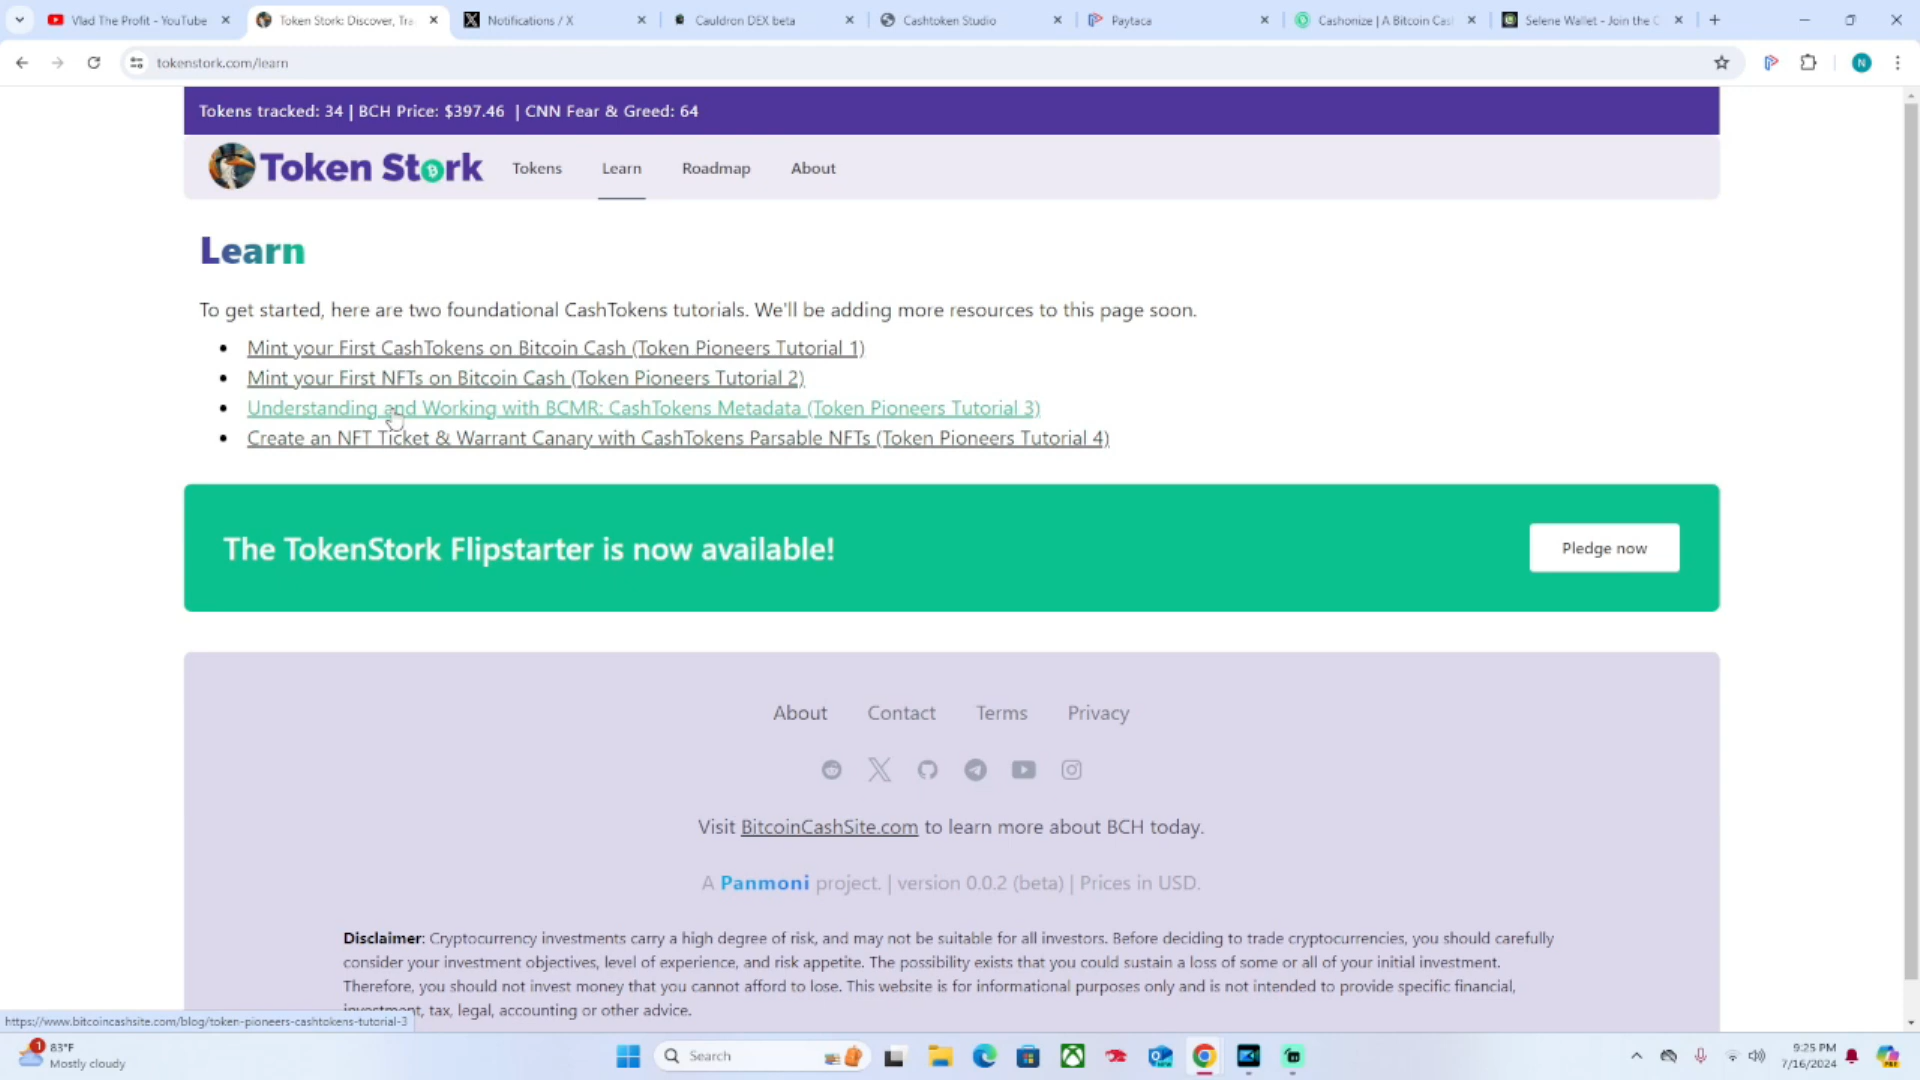 Vlad The Profit - YouTube
Token Stork: Discover, Tra
Notifications / X
Cauldron DEX beta
Cashtoken Studio
Paytaca
Cashonize | A Bitcoin Cas
Selene Wallet - Join the C
tokenstork.com/learn
N
Tokens tracked: 34 | BCH Price: $397.46 | CNN Fear & Greed: 64
Token Stork
Tokens
Learn
Roadmap
About
Learn
To get started, here are two foundational CashTokens tutorials. We'll be adding more resources to this page soon.
• Mint your First CashTokens on Bitcoin Cash (Token Pioneers Tutorial 1)
• Mint your First NFTs on Bitcoin Cash (Token Pioneers Tutorial 2)
• Understanding and Working with BCMR: CashTokens Metadata (Token Pioneers Tutorial 3)
• Create an NFT Ticket & Warrant Canary with CashTokens Parsable NFTs (Token Pioneers Tutorial 4)
The TokenStork Flipstarter is now available!
Pledge now
About Contact Terms Privacy
Visit BitcoinCashSite.com to learn more about BCH today.
A Panmoni project. | version 0.0.2 (beta) | Prices in USD.
Disclaimer: Cryptocurrency investments carry a high degree of risk, and may not be suitable for all investors. Before deciding to trade cryptocurrencies, you should carefully
consider your investment objectives, level of experience, and risk appetite. The possibility exists that you could sustain a loss of some or all of your initial investment.
Therefore, you should not invest money that you cannot afford to lose. This website is for informational purposes only and is not intended to provide specific financial,
investment, tax, legal, accounting or other advice.
https://www.bitcoincashsite.com/blog/token-pioneers-cashtokens-tutorial-3
1
83°F
Mostly cloudy
Search
9:25 PM
7/16/2024